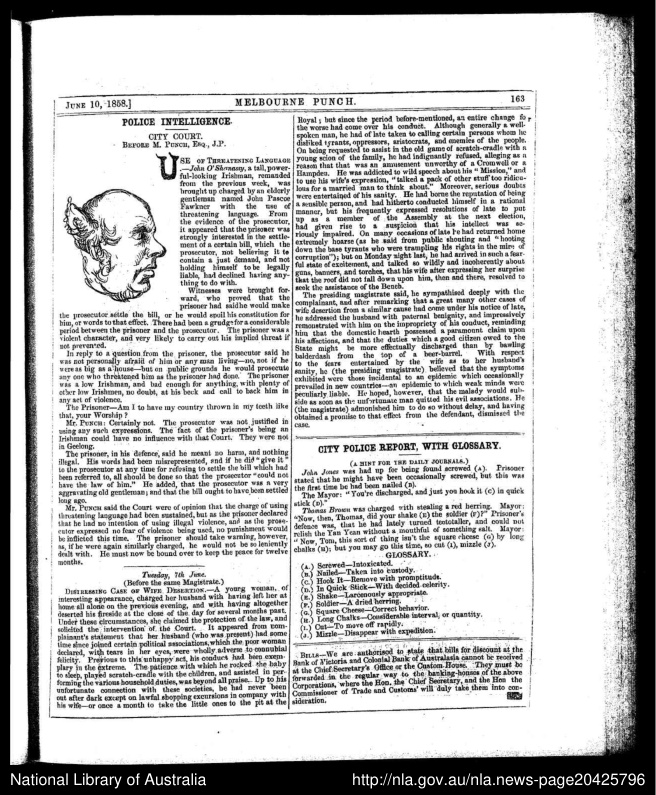 JUNE 10, 1858.]
MELBOURNE PUNCH.
163
POLICE INTELLIGENCE.
CITY COURT.
BEFORE M. PUNCH, ESQ., J.P.
USE OF THREATENING LANGUAGE
.—John O'Shanassy, a tall, power-
ful-looking Irishman, remanded
from the previous week, was
brought up charged by an elderly
gentleman named John Pascoe
Fawkner with the use of
threatening language. From
the evidence of the prosecutor,
it appeared that the prisoner was
strongly interested in the settle-
ment of a certain bill, which the
prosecutor, not believing it to
contain a just demand, and not
holding himself to be legally
liable, had declined having any-
thing to do with.
Witnesses were brought for-
ward, who proved that the
prisoner had said he would make
the prosecutor settle the bill, or he would spoil his constitution for
him, or words to that effect. There had been a grudge for a considerable
period between the prisoner and the prosecutor. The prisoner was a
violent character, and very likely to carry out his implied threat if
not prevented.
In reply to a question from the prisoner, the prosecutor said he
was not personally afraid of him or any man living—no, not if he
were as big as a house—but on public grounds he would prosecute
any one who threatened him as the prisoner had done. The prisoner
was a low Irishman, and bad enough for anything, with plenty of
other low Irishmen, no doubt, at his beck and call to back him in
any act of violence.
The Prisoner—Am I to have my country thrown in my teeth like
that, your Worship?
Mr. PUNCH: Certainly not. The prosecutor was not justified in
using any such expressions. The fact of the prisoner's being an
Irishman could have no influence with that Court. They were not
in Geelong.
The prisoner, in his defence, said he meant no harm, and nothing
illegal. His words had been misrepresented, and if he did "give it"
to the prosecutor at any time for refusing to settle the bill which had
been referred to, all should be done so that the prosecutor "could not
have the law of him." He added, that the prosecutor was a very
aggravating old gentleman; and that the bill ought to have been settled
long ago.
Mr. PUNCH said the Court were of opinion that the charge of using
threatening language had been sustained, but as the prisoner declared
that he had no intention of using illegal violence, and as the prose-
cutor expressed no fear of violence being used, no punishment would
be inflicted this time. The prisoner should take warning, however,
as, if he were again similarly charged, he would not be so leniently
dealt with. He must now be bound over to keep the peace for twelve
months.
Tuesday, 7th June.
(Before the same Magistrate.)
DISTRESSING CASE OF WIFE DESERTION.—A young woman, of
interesting appearance, charged her husband with having left her at
home all alone on the previous evening, and with having altogether
deserted his fireside at the close of the day for several months past.
Under these circumstances, she claimed the protection of the law, and
solicited the intervention of the Court. It appeared from com-
plainant's statement that her husband (who was present) had some
time since joined certain political associations, which the poor woman
declared, with tears in her eyes, were wholly adverse to connubial
felicity. Previous to this unhappy act, his conduct had been exem-
plary in the extreme. The patience with which he rocked the baby
to sleep, played scratch-cradle with the children, and assisted in per-
forming the various household duties, was beyond all praise. Up to his
unfortunate connection with these societies, he had never been
out after dark except on lawful shopping excursions in company with
his wife—or once a month to take the little ones to the pit at the
Royal; but since the period before-mentioned, an entire change for
the worse had come over his conduct. Although generally a well-
spoken man, he had of late taken to calling certain persons whom he
disliked tyrants, oppressors, aristocrats, and enemies of the people.
On being requested to assist in the old game of scratch-cradle with a
young scion of the family, he had indignantly refused, alleging as a
reason that that was an amusement unworthy of a Cromwell or a
Hampden. He was addicted to wild speech about his "Mission," and
to use his wife's expression, "talked a pack of other stuff too ridicu-
lous for a married man to think about." Moreover, serious doubts
were entertained of his sanity. He had borne the reputation of being
a sensible person, and had hitherto conducted himself in a rational
manner, but his frequently expressed resolutions of late to put
up as a member of the Assembly at the next election,
had given rise to a suspicion that his intellect was se-
riously impaired. On many occasions of late he had returned home
extremely hoarse (as he said from public shouting and "hooting
down the base tyrants who were trampling his rights in the mire of
corruption"); but on Monday night last, he had arrived in such a fear-
ful state of excitement, and talked so wildly and incoherently about
guns, banners, and torches, that his wife after expressing her surprise
that the roof did not fall down upon him, then and there, resolved to
seek the assistance of the Bench.
The presiding magistrate said, he sympathised deeply with the
complainant, and after remarking that a great many other cases of
wife desertion from a similar cause had come under his notice of late,
he addressed the husband with paternal benignity, and impressively
remonstrated with him on the impropriety of his conduct, reminding
him that the domestic hearth possessed a paramount claim upon
his affections, and that the duties which a good citizen owed to the
State might be more effectually discharged than by bawling
balderdash from the top of a beer-barrel. With respect
to the fears entertained by the wife as to her husband's
sanity, he (the presiding magistrate) believed that the symptoms
exhibited were those incidental to an epidemic which occasionally
prevailed in new countries—an epidemic to which weak minds were
peculiarly liable. He hoped, however, that the malady would sub-
side as soon as the unfortunate man quitted his evil associations. He
(the magistrate) admonished him to do so without delay, and having
obtained a promise to that effect from the defendant, dismissed the
case.
CITY POLICE REPORT, WITH GLOSSARY.
(A HINT FOR THE DAILY JOURNALS.)
John Jones was had up for being found screwed (A). Prisoner
stated that he might have been occasionally screwed, but this was
the first time he had been nailed (B).
The Mayor: "You're discharged, and just you hook it (C) in quick
stick (D)."
Thomas Brown was charged with stealing a red herring. Mayor:
"Now, then, Thomas, did your shake (E) the soldier (F)?" Prisoner's
defence was, that he had lately turned teetotaller, and could not
relish the Yan Yean without a mouthful of something salt. Mayor:
"Now, Tom, this sort of thing isn't the square cheese (G) by long
chalks (H); but you may go this time, so cut (I), mizzle (J).
GLOSSARY.
(A.) Screwed—Intoxicated.
(B.) Nailed—Taken into custody.
(C.) Hook It—Remove with promptitude.
(D.) In Quick Stick—With decided celerity.
(E.) Shake—Larcenously appropriate.
(F.) Soldier—A dried herring.
(G.) Square Cheese—Correct behavior.
(H.) Long Chalks—Considerable interval, or quantity.
(I.) Cut—To move off rapidly.
(J.) Mizzle—Disappear with expedition.
BILLS—We are authorised to state that bills for discount at the
Bank of Victoria and Colonial Bank of Australasia cannot be received
at the Chief Secretary's Office or the Custom House. They must be
forwarded in the regular way to the banking-houses of the above
Corporations, where the Hon. the Chief Secretary, and the Hon the
Commissioner of Trade and Customs' will duly take them into con-
sideration.
National Library of Australia
http://nla.gov.au/nla.news-page20425796